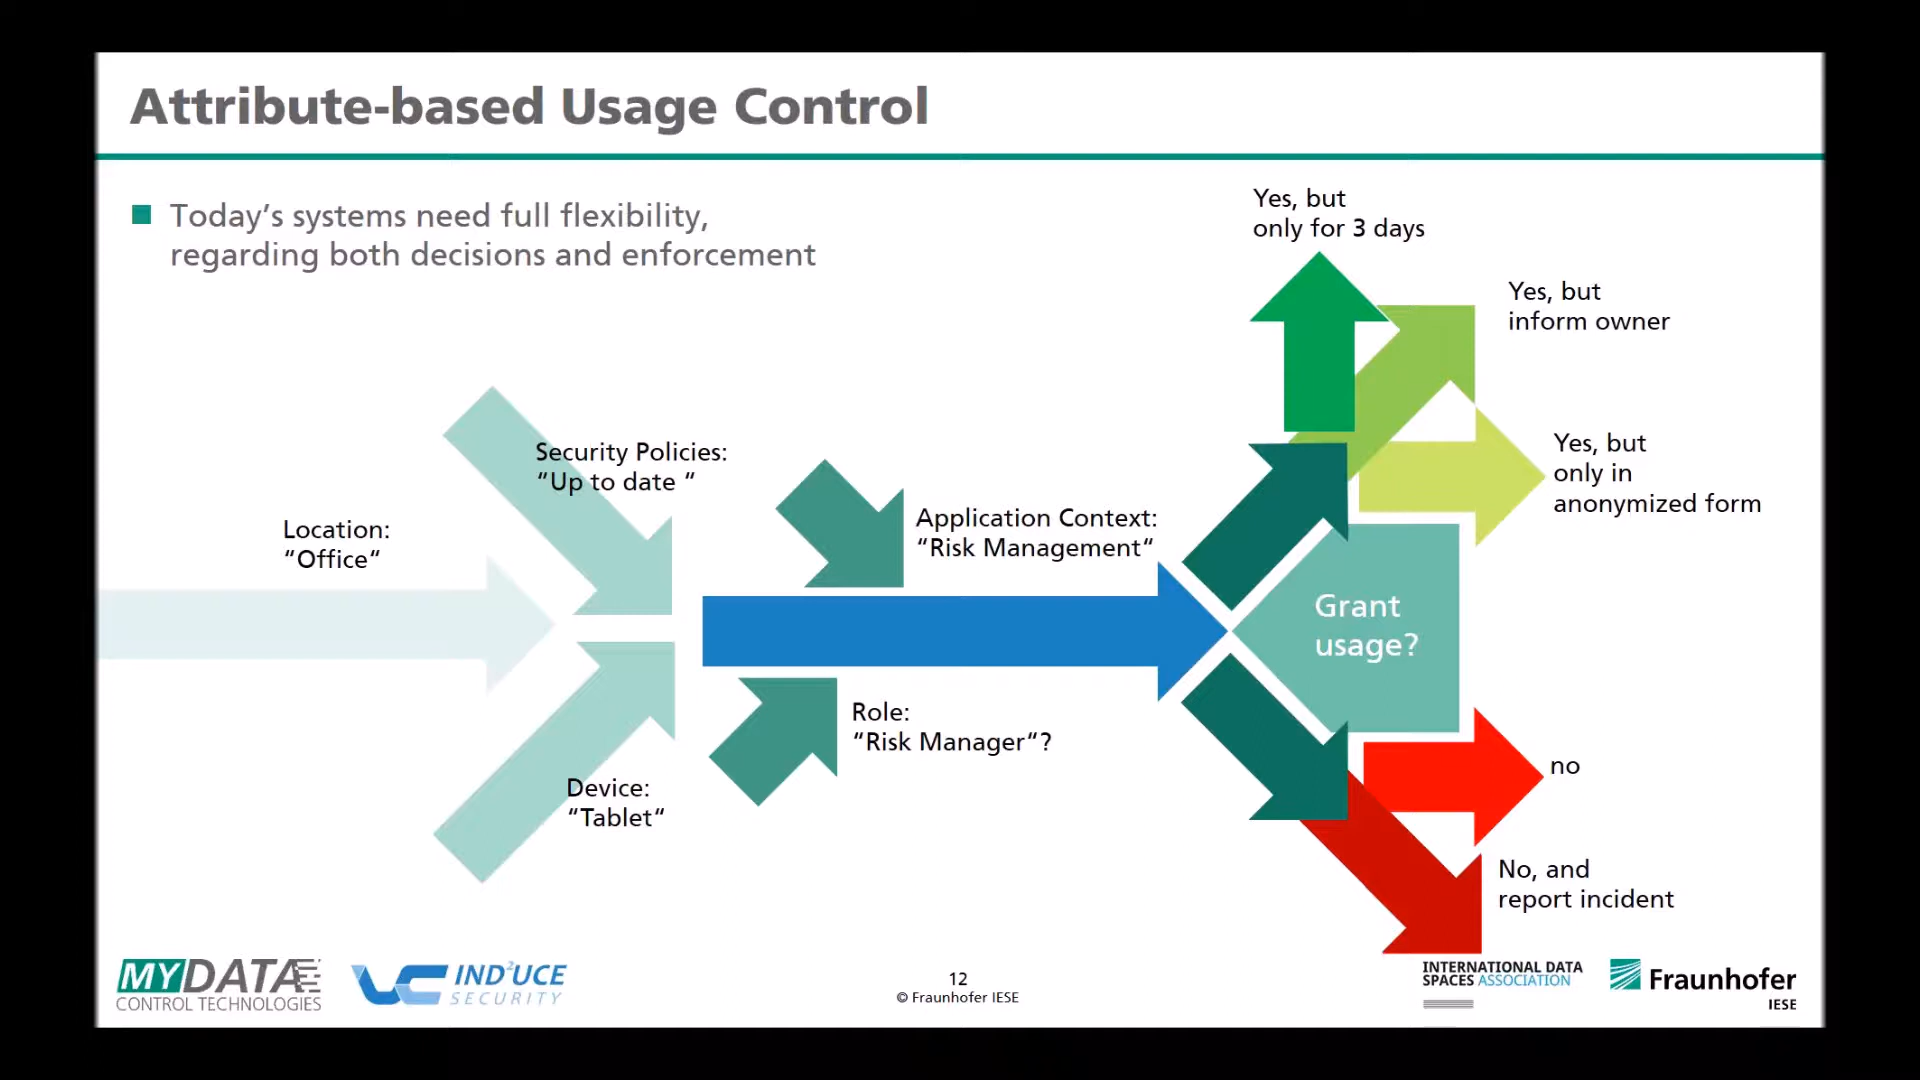 Attribute-based Usage Control
Today’s systems need full flexibility,
regarding both decisions and enforcement
Yes, but
only for 3 days
Yes, but
inform owner
Yes, but
only in
anonymized form
Security Policies:
“Up to date “
Location:
“Office“
Application Context:
“Risk Management“
Grant
usage?
Role:
“Risk Manager“?
Device:
“Tablet“
no
No, and
report incident
MYDATA
CONTROL TECHNOLOGIES
IND²UCE
SECURITY
12
© Fraunhofer IESE
INTERNATIONAL DATA
SPACES ASSOCIATION
Fraunhofer
IESE